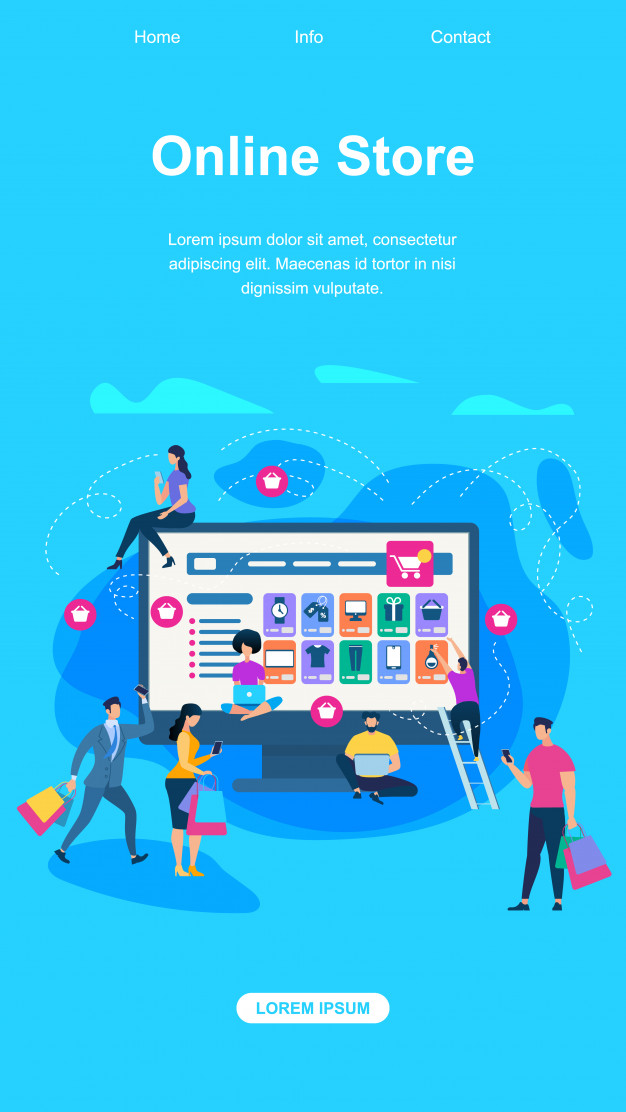 Home Info Contact
Online Store
Lorem ipsum dolor sit amet, consectetur
adipiscing elit. Maecenas id tortor in nisi
dignissim vulputate.
$ %
LOREM IPSUM